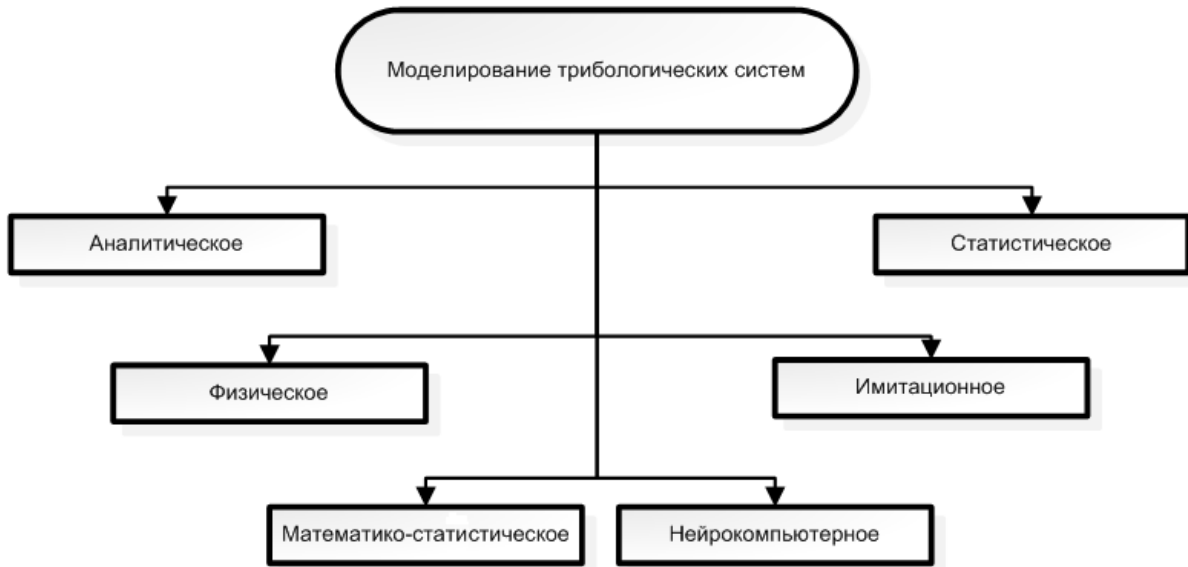 Моделирование трибологических систем
Аналитическое
Статистическое
Физическое
Имитационное
Математико-статистическое
Нейрокомпьютерное